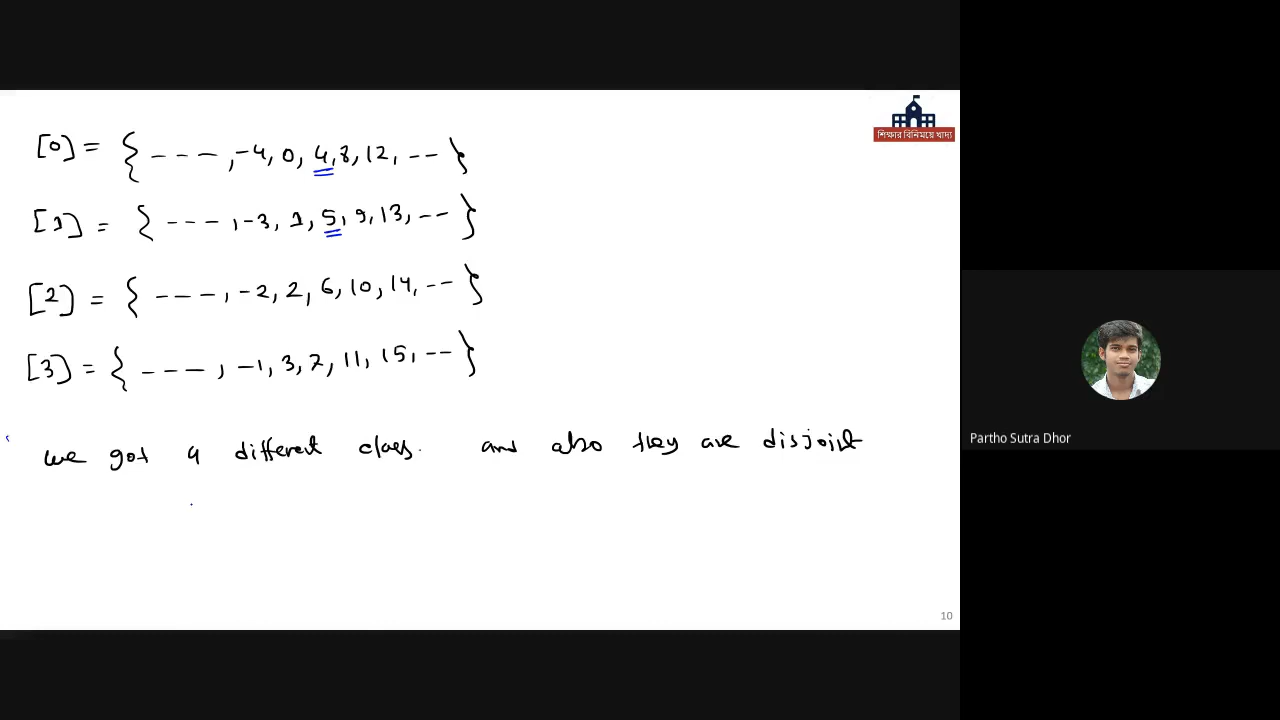 শিক্ষার বিনিময়ে খাদ্য
[0] = { - - - , -4, 0, 4, 8, 12, -- }
[1] = { - - - , -3, 1, 5, 9, 13, -- }
[2] = { - - - , -2, 2, 6, 10, 14, -- }
[3] = { - - - , -1, 3, 7, 11, 15, -- }
we got 4 different class. and also they are disjoint
Partho Sutra Dhor
10